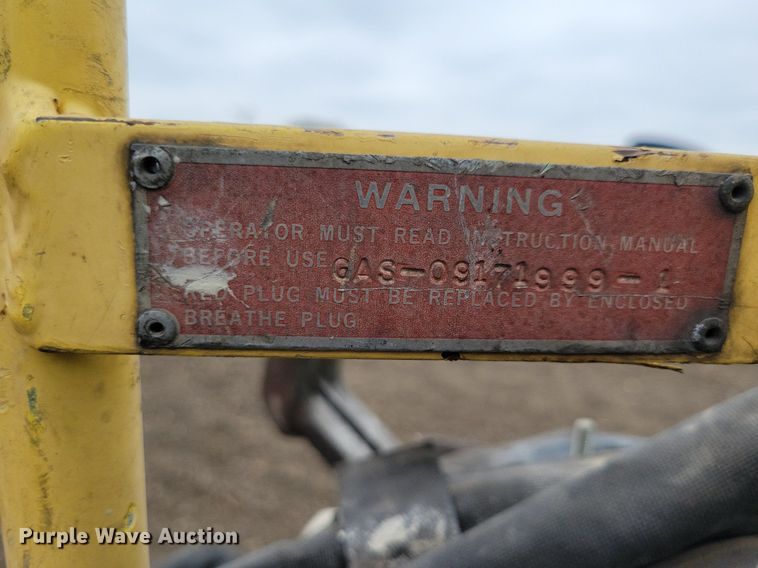 WARNING
OPERATOR MUST READ INSTRUCTION MANUAL
BEFORE USE GAS-09171999-1
RED PLUG MUST BE REPLACED BY ENCLOSED
BREATHE PLUG
Purple Wave Auction®